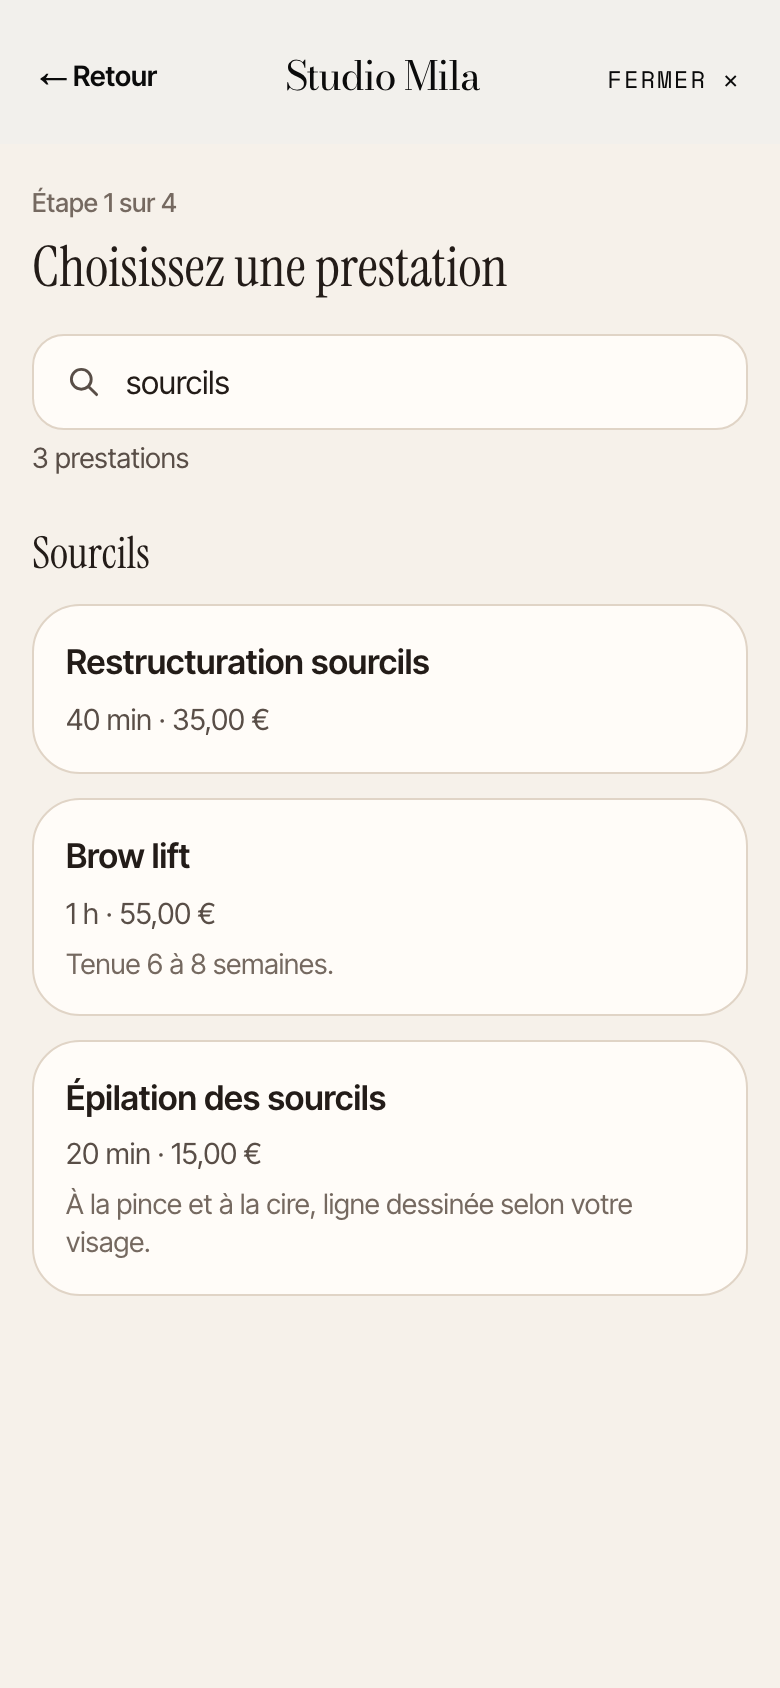 ← Retour
Studio Mila
FERMER ×
Étape 1 sur 4
Choisissez une prestation
sourcils
3 prestations
Sourcils
Restructuration sourcils
40 min · 35,00 €
Brow lift
1 h · 55,00 €
Tenue 6 à 8 semaines.
Épilation des sourcils
20 min · 15,00 €
À la pince et à la cire, ligne dessinée selon votre
visage.